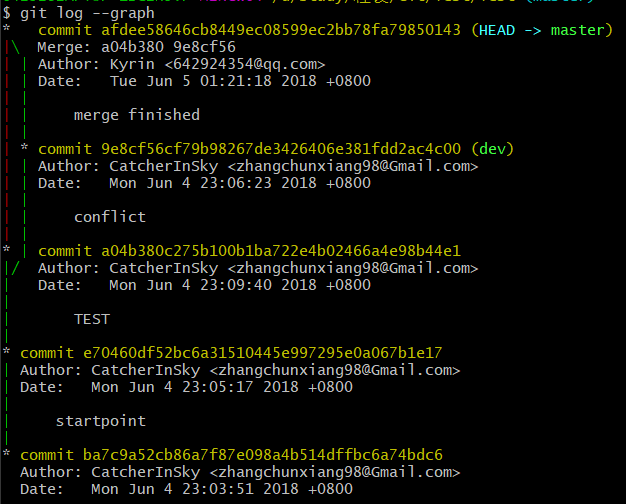 $ git log --graph
*   commit afdee58646cb8449ec08599ec2bb78fa79850143 (HEAD -> master)
|\  Merge: a04b380 9e8cf56
| | Author: Kyrin <642924354@qq.com>
| | Date:   Tue Jun 5 01:21:18 2018 +0800
| |
| |     merge finished
| |
| * commit 9e8cf56cf79b98267de3426406e381fdd2ac4c00 (dev)
| | Author: CatcherInSky <zhangchunxiang98@Gmail.com>
| | Date:   Mon Jun 4 23:06:23 2018 +0800
| |
| |     conflict
| |
* | commit a04b380c275b100b1ba722e4b02466a4e98b44e1
|/  Author: CatcherInSky <zhangchunxiang98@Gmail.com>
|   Date:   Mon Jun 4 23:09:40 2018 +0800
|
|       TEST
|
* commit e70460df52bc6a31510445e997295e0a067b1e17
| Author: CatcherInSky <zhangchunxiang98@Gmail.com>
| Date:   Mon Jun 4 23:05:17 2018 +0800
|
|     startpoint
|
* commit ba7c9a52cb86a7f87e098a4b514dffbc6a74bdc6
  Author: CatcherInSky <zhangchunxiang98@Gmail.com>
  Date:   Mon Jun 4 23:03:51 2018 +0800